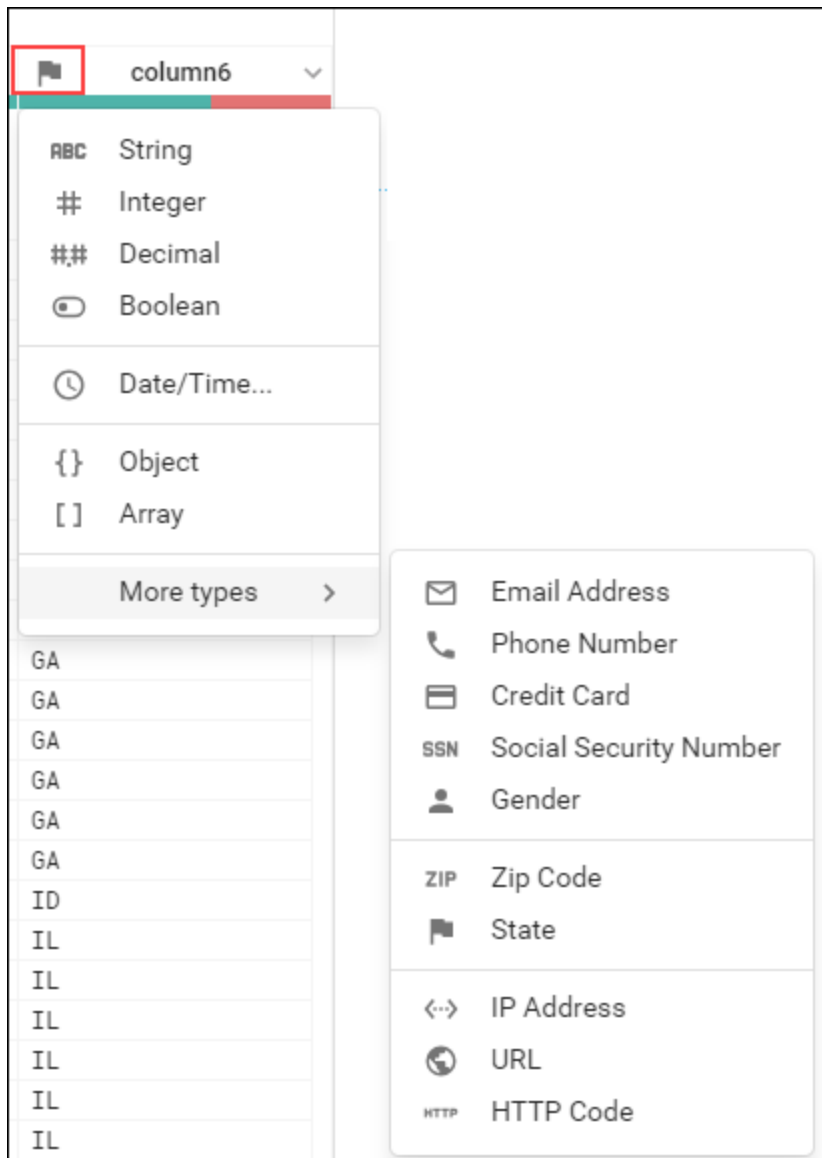 column6
ABC String
# Integer
#.# Decimal
Boolean
Date/Time...
{} Object
[] Array
More types >
Email Address
Phone Number
Credit Card
SSN Social Security Number
Gender
ZIP Zip Code
State
<··> IP Address
URL
HTTP HTTP Code
GA
GA
GA
GA
GA
GA
ID
IL
IL
IL
IL
IL
IL